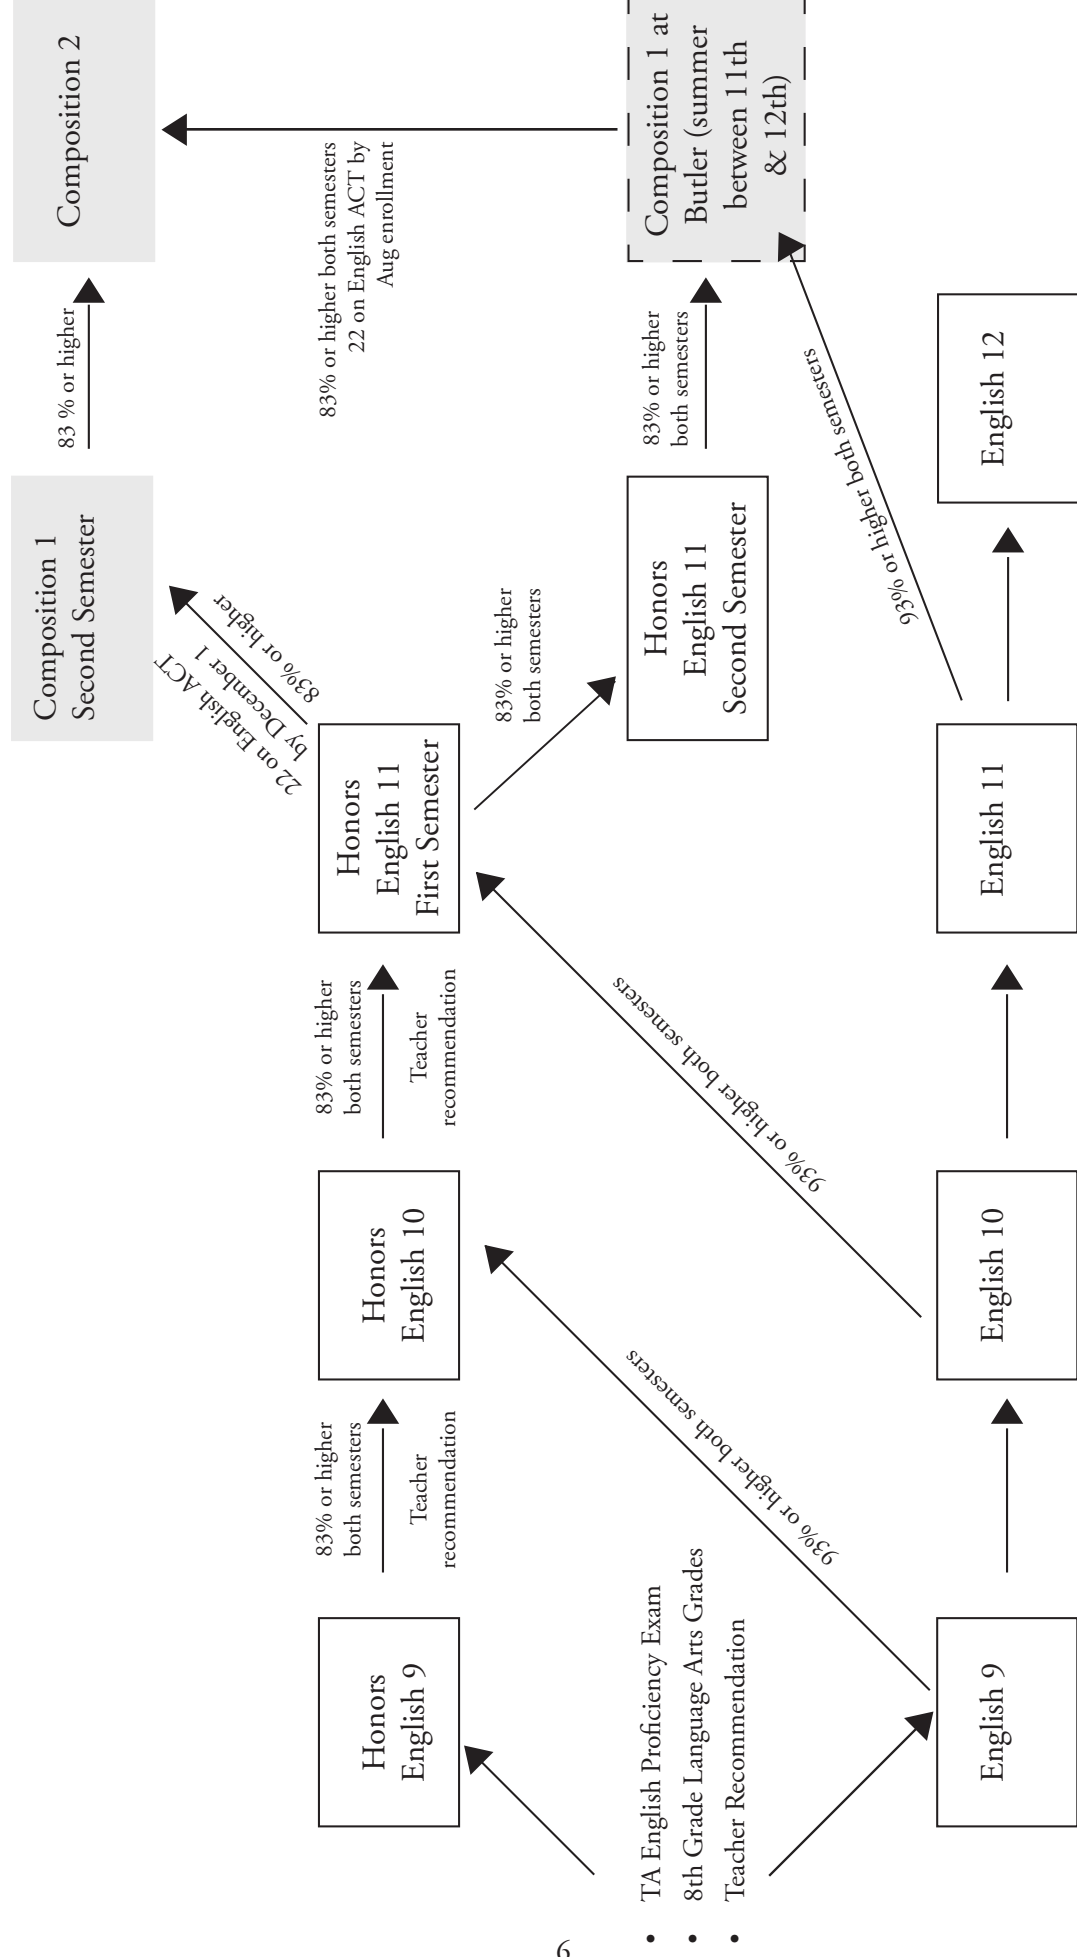 Composition 1
Second Semester
83 % or higher
Composition 2
22 on English ACT
by December 1
83% or higher
Honors
English 9
83% or higher
both semesters
Teacher
recommendation
Honors
English 10
83% or higher
both semesters
Teacher
recommendation
Honors
English 11
First Semester
83% or higher both semesters
22 on English ACT by
Aug enrollment
83% or higher
both semesters
• TA English Proficiency Exam
• 8th Grade Language Arts Grades
• Teacher Recommendation
93% or higher both semesters
93% or higher both semesters
Honors
English 11
Second Semester
83% or higher
both semesters
Composition 1 at
Butler (summer
between 11th
& 12th)
93% or higher both semesters
English 9
English 10
English 11
English 12
6